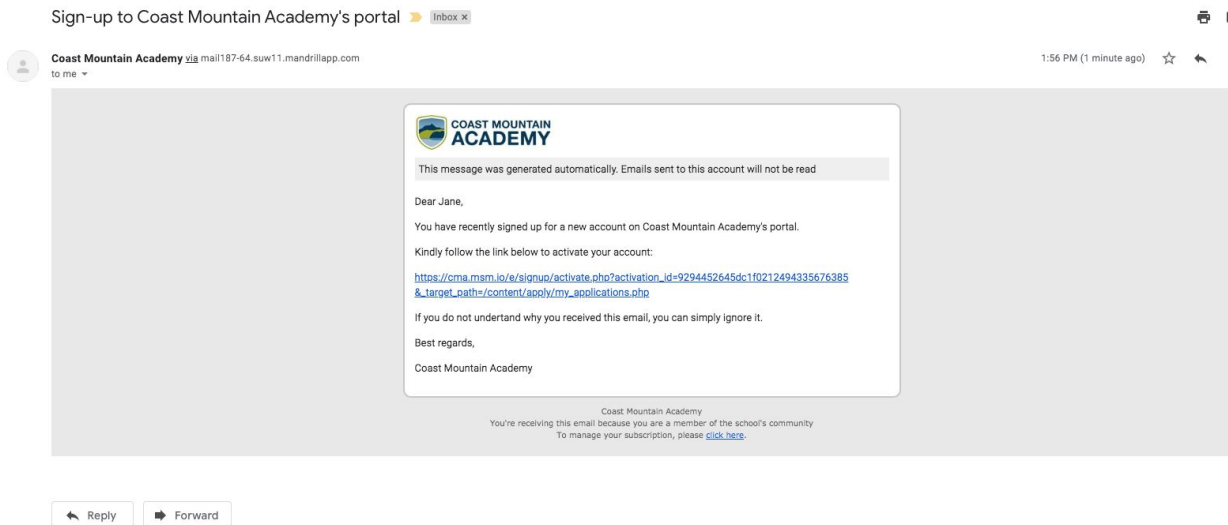 Sign-up to Coast Mountain Academy's portal Inbox x
Coast Mountain Academy via mail187-64.suw11.mandrillapp.com 1:56 PM (1 minute ago)
to me
COAST MOUNTAIN
ACADEMY
This message was generated automatically. Emails sent to this account will not be read
Dear Jane,
You have recently signed up for a new account on Coast Mountain Academy's portal.
Kindly follow the link below to activate your account:
https://cma.msm.io/e/signup/activate.php?activation_id=9294452645dc1f0212494335676385
&_target_path=/content/apply/my_applications.php
If you do not undertand why you received this email, you can simply ignore it.
Best regards,
Coast Mountain Academy
Coast Mountain Academy
You're receiving this email because you are a member of the school's community
To manage your subscription, please click here.
Reply Forward